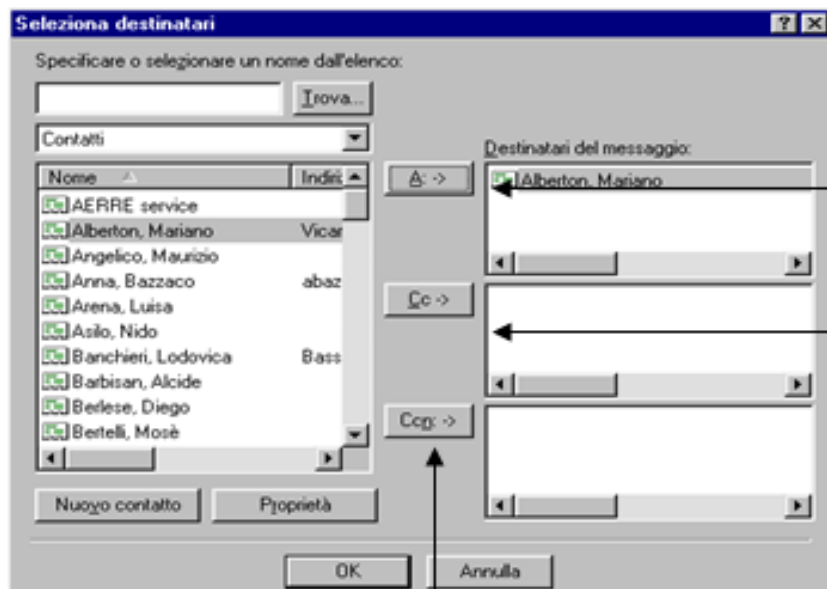 Seleziona destinatari
Specificare o selezionare un nome dall'elenco:
Trova...
Contatti
Nome Indiri
AERRE service
Alberton, Mariano Vicar
Angelico, Maurizio
Anna, Bazzaco abaz
Arena, Luisa
Asilo, Nido
Banchieri, Lodovica Bass
Barbisan, Alcide
Berlese, Diego
Bertelli, Mosè
Nuovo contatto Proprietà
A: ->
Cc ->
Ccn: ->
Destinatari del messaggio:
Alberton, Mariano
OK Annulla